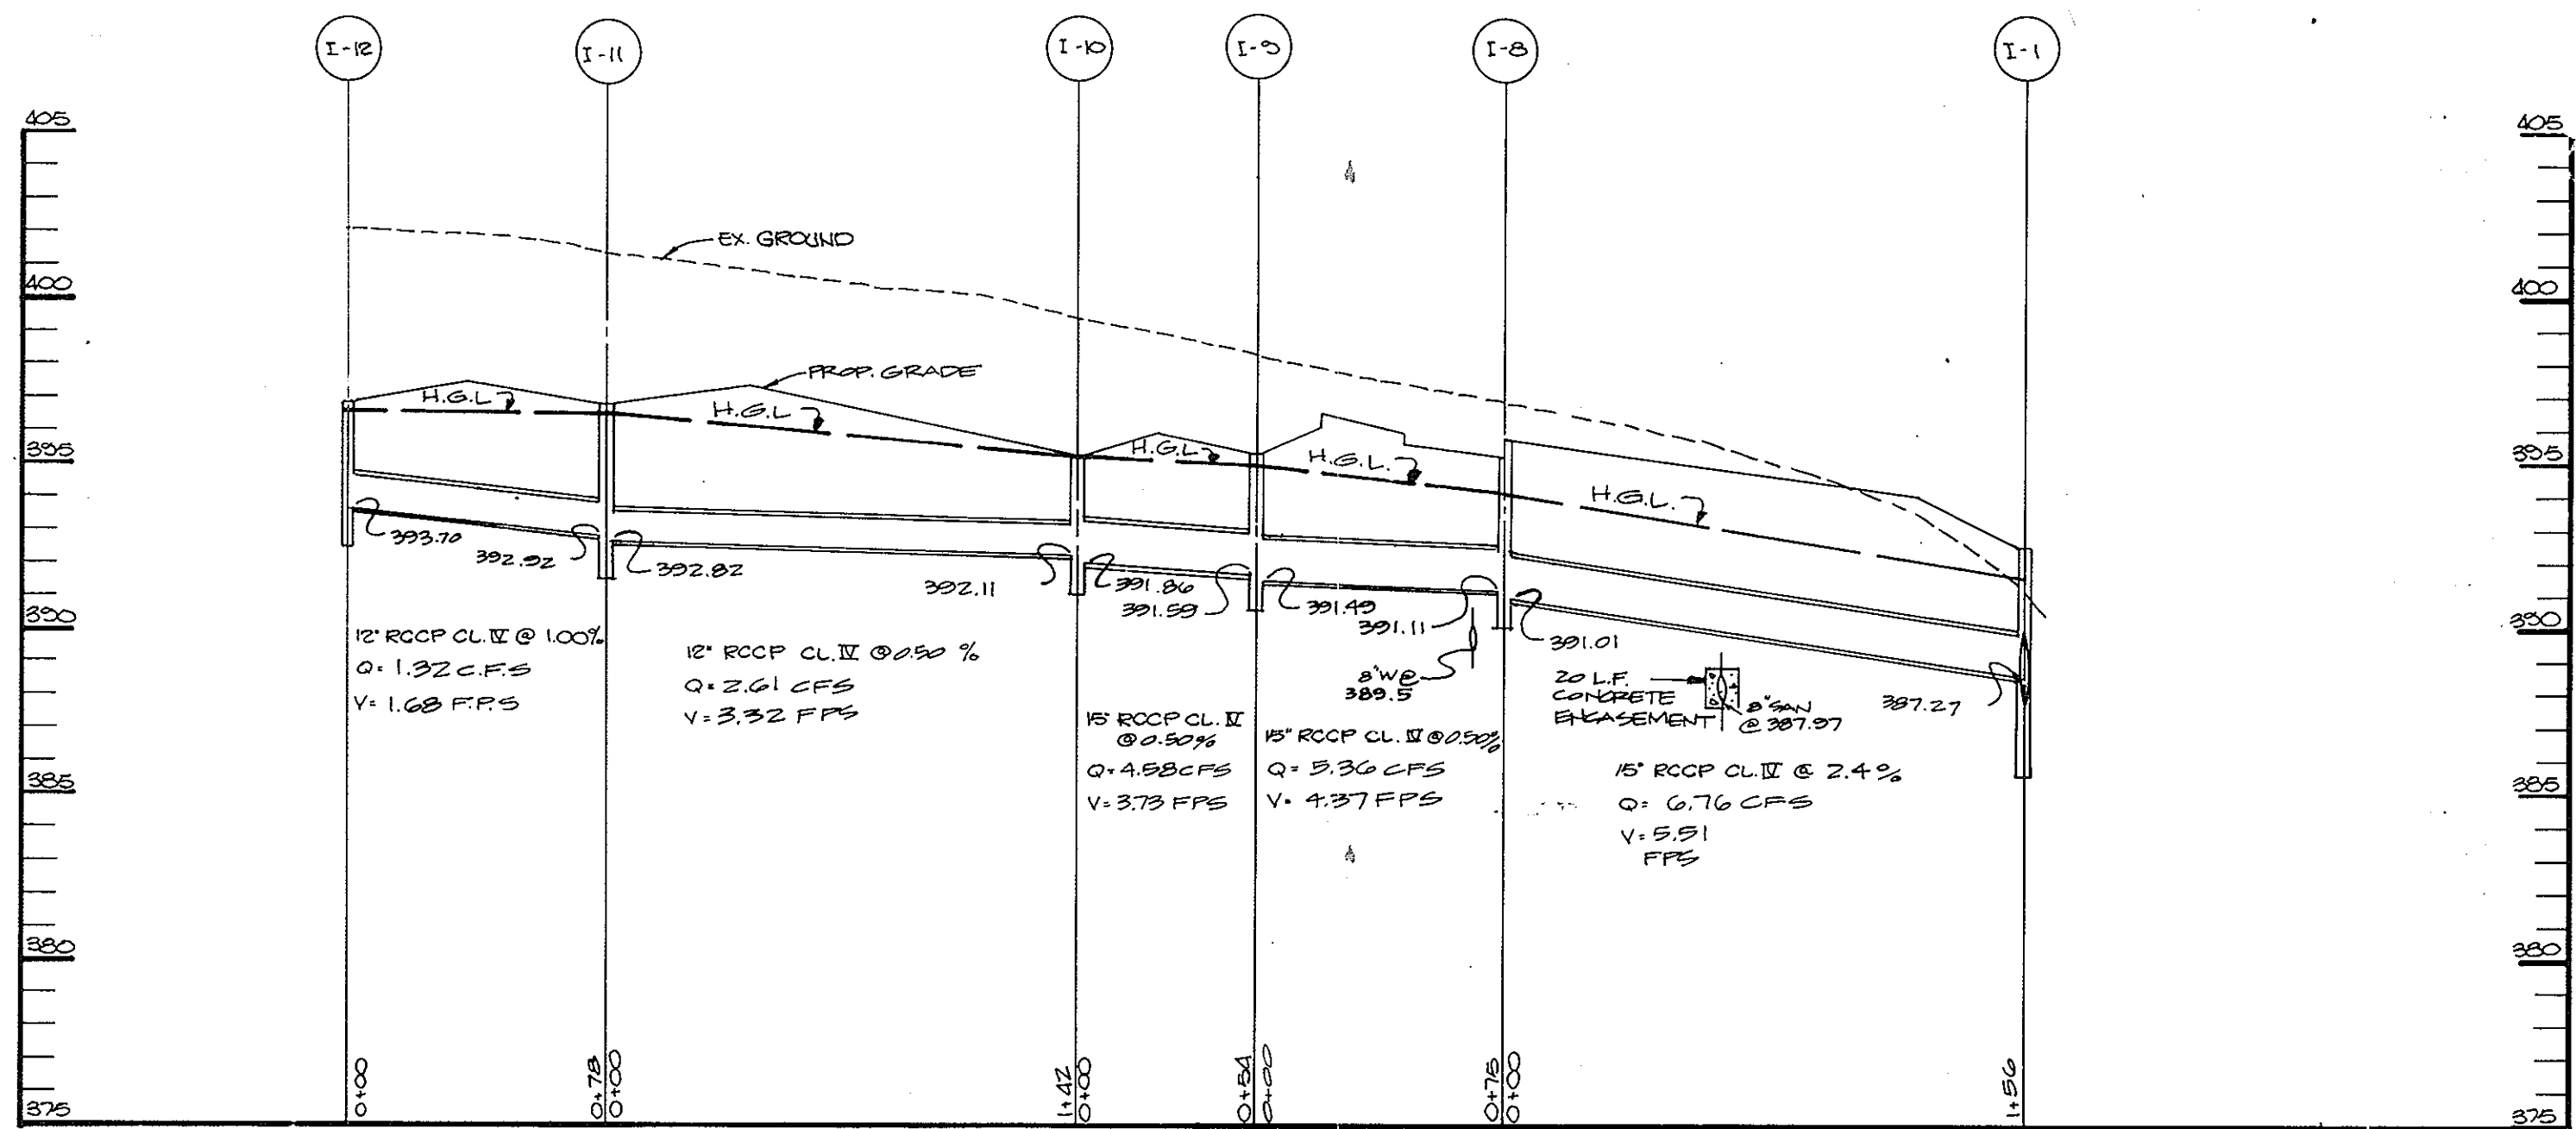 I-12
I-11
I-10
I-9
I-8
I-1
405
405
EX. GROUND
400
400
PROP. GRADE
H.G.L
H.G.L
H.G.L
H.G.L.
H.G.L.
395
395
393.70
392.92
392.82
392.11
391.86
391.59
391.49
391.11
391.01
390
390
12" RCCP CL. IV @ 1.00%
Q= 1.32 C.F.S
V= 1.68 F.P.S
12" RCCP CL. IV @ 0.50 %
Q= 2.61 CFS
V= 3.32 FPS
8"W@
389.5
20 L.F.
CONCRETE
ENCASEMENT
8"SAN
@ 387.97
387.27
15" RCCP CL. IV
@ 0.50%
Q= 4.58 CFS
V= 3.73 FPS
15" RCCP CL. IV @ 0.50%
Q= 5.36 CFS
V= 4.37 FPS
15" RCCP CL. IV @ 2.4 %
Q= 6.76 CFS
V= 5.51
FPS
385
385
380
380
375
375
0+00
0+78
0+00
1+42
0+00
0+54
0+00
0+75
0+00
1+56